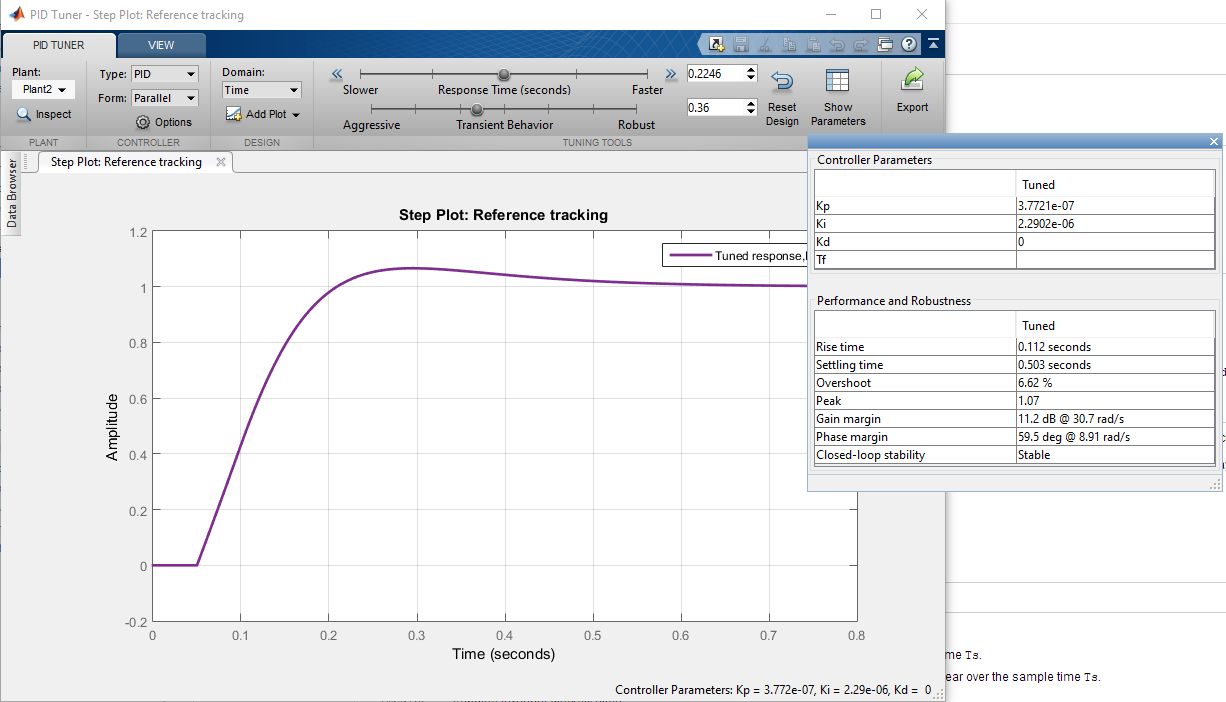 PID Tuner - Step Plot: Reference tracking
PID TUNER
VIEW
Plant:
Plant2
Inspect
PLANT
Type: PID
Form: Parallel
Options
CONTROLLER
Domain:
Time
Add Plot
DESIGN
Slower
Response Time (seconds)
Faster
0.2246
Aggressive
Transient Behavior
Robust
0.36
Reset
Design
Show
Parameters
TUNING TOOLS
Export
Data Browser
Step Plot: Reference tracking
Step Plot: Reference tracking
Tuned response,
Amplitude
1.2
1
0.8
0.6
0.4
0.2
0
-0.2
0 0.1 0.2 0.3 0.4 0.5 0.6 0.7 0.8
Time (seconds)
Controller Parameters: Kp = 3.772e-07, Ki = 2.29e-06, Kd = 0
Controller Parameters
Tuned
Kp 3.7721e-07
Ki 2.2902e-06
Kd 0
Tf
Performance and Robustness
Tuned
Rise time 0.112 seconds
Settling time 0.503 seconds
Overshoot 6.62 %
Peak 1.07
Gain margin 11.2 dB @ 30.7 rad/s
Phase margin 59.5 deg @ 8.91 rad/s
Closed-loop stability Stable
me Ts.
ear over the sample time Ts.